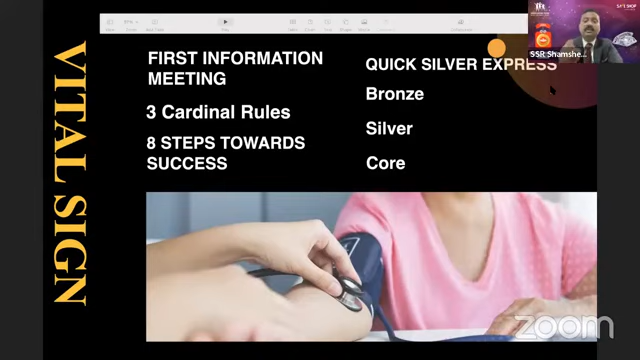 VITAL SIGN
FIRST INFORMATION
MEETING
3 Cardinal Rules
8 STEPS TOWARDS
SUCCESS
QUICK SILVER EXPRESS
Bronze
Silver
Core
SSR Shamshe...
zoom